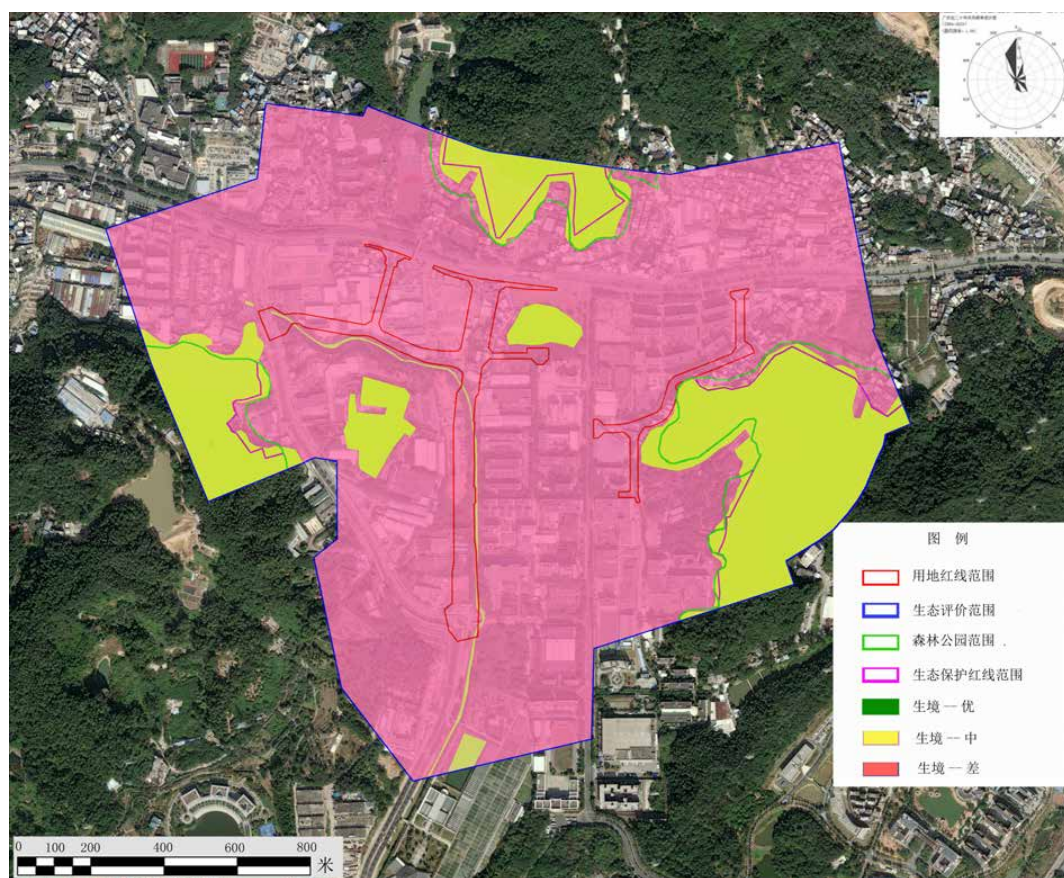 图 例
用地红线范围
生态评价范围
森林公园范围
生态保护红线范围
生境 — 优
生境 — 中
生境 — 差
0 100 200 400 600 800
米